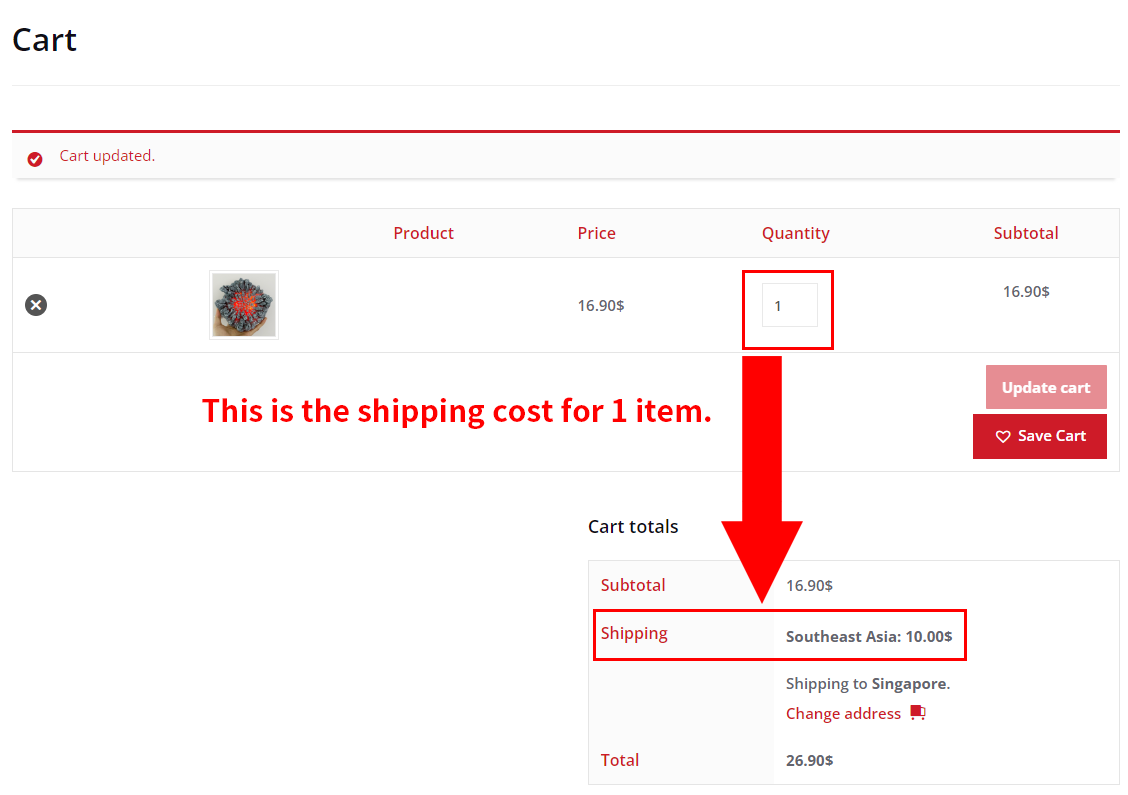 Cart
Cart updated.
Product Price Quantity Subtotal
16.90$ 1 16.90$
Update cart
This is the shipping cost for 1 item.
Save Cart
Cart totals
Subtotal 16.90$
Shipping Southeast Asia: 10.00$
Shipping to Singapore.
Change address
Total 26.90$